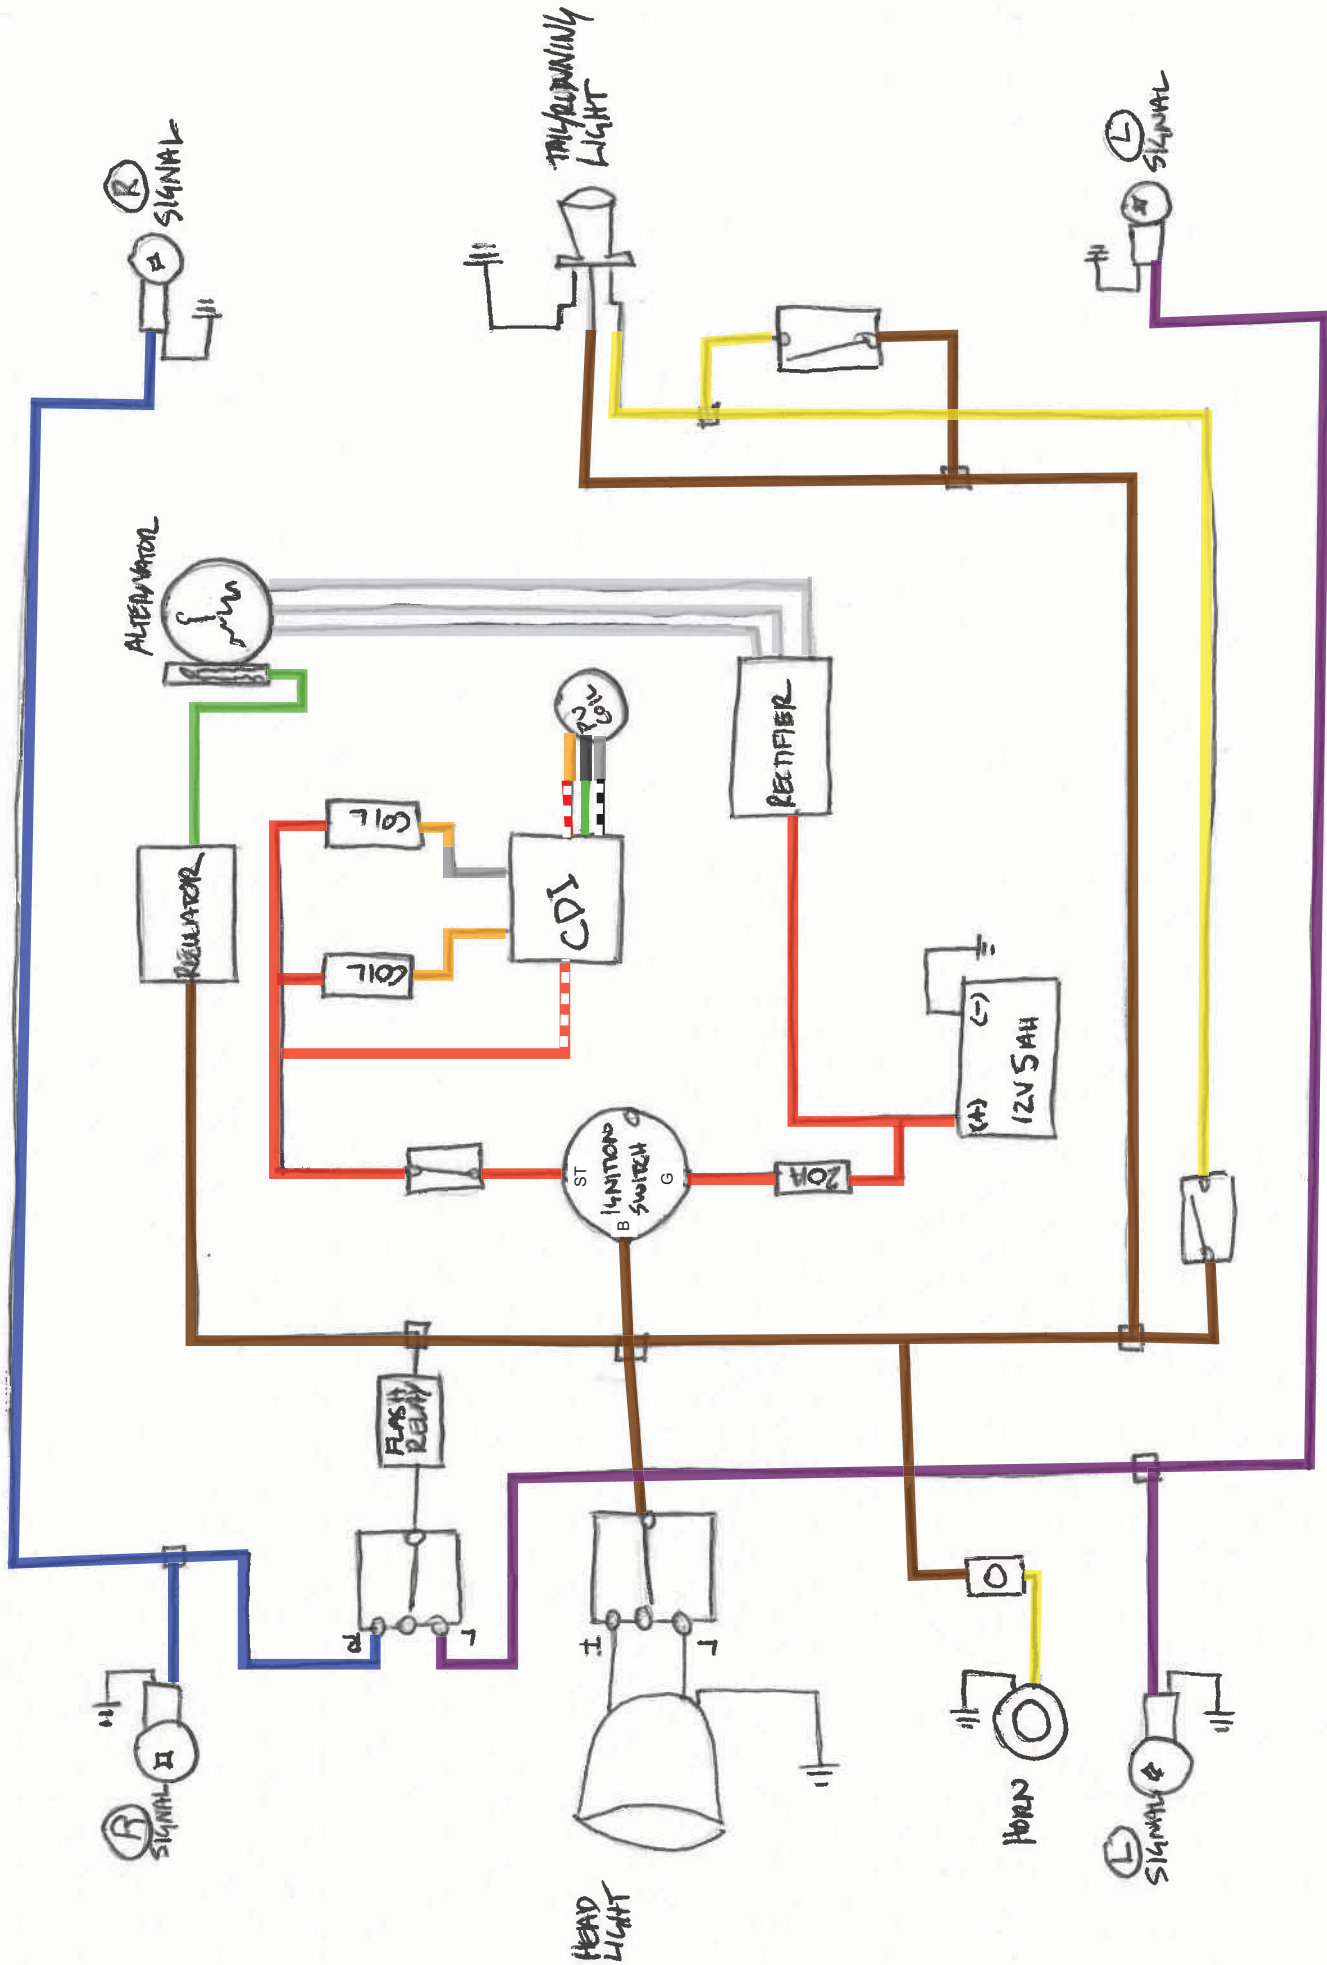 R
SIGNAL
TAIL/RUNNING
LIGHT
L
SIGNAL
ALTERNATOR
PU
COIL
RECTIFIER
COIL
REGULATOR
CDI
COIL
(-)
12V 5AH
(+)
IGNITION
SWITCH
ST
B
G
20A
FLASH
RELAY
R
L
H
L
R
SIGNAL
HEAD
LIGHT
HORN
L
SIGNAL